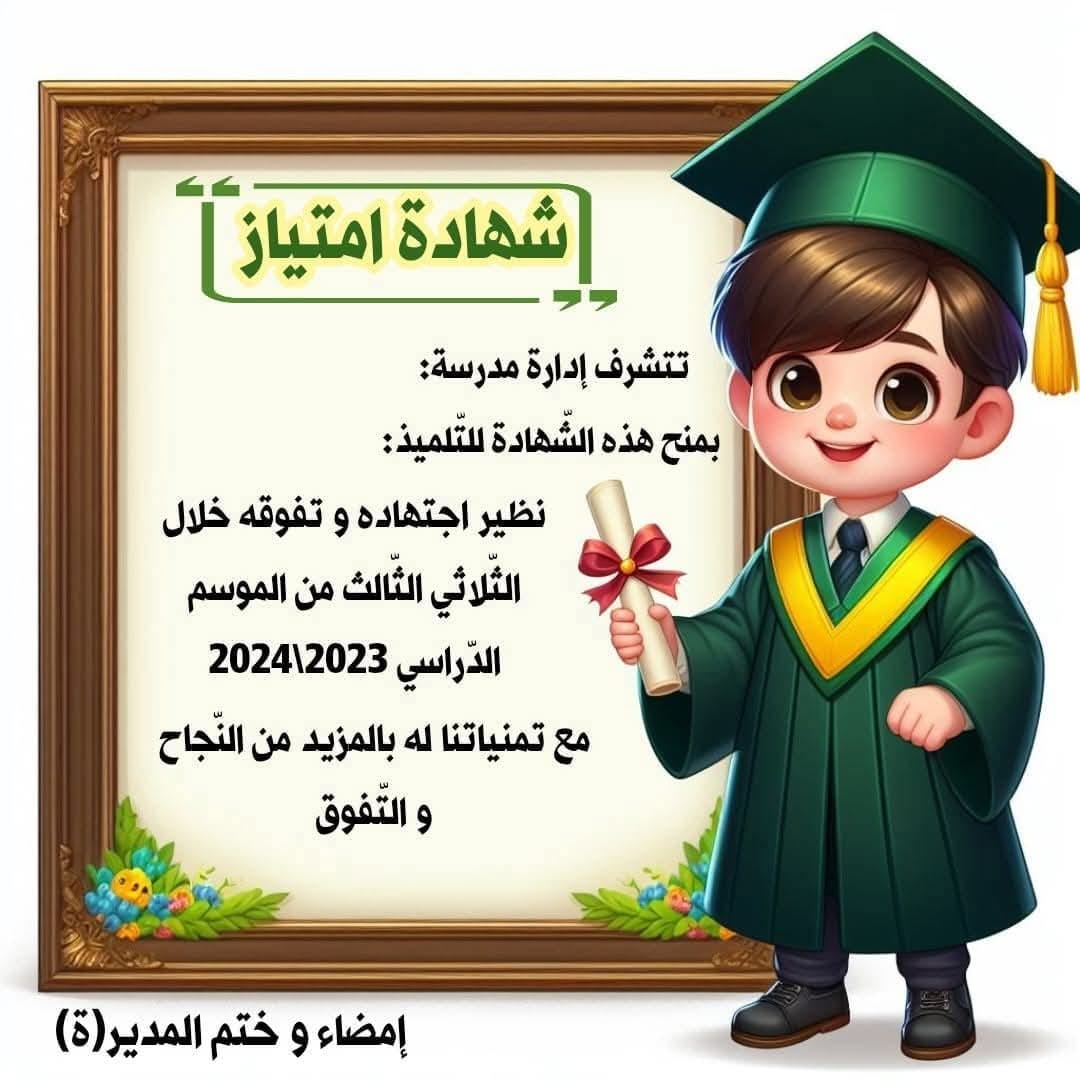 شهادة امتياز
تتشرف إدارة مدرسة:
بمنح هذه الشّهادة للتّلميذ:
نظير اجتهاده و تفوقه خلال
الثّلاثي الثّالث من الموسم
الدّراسي 2023\2024
مع تمنياتنا له بالمزيد من النّجاح
و التّفوق
إمضاء و ختم المدير(ة)